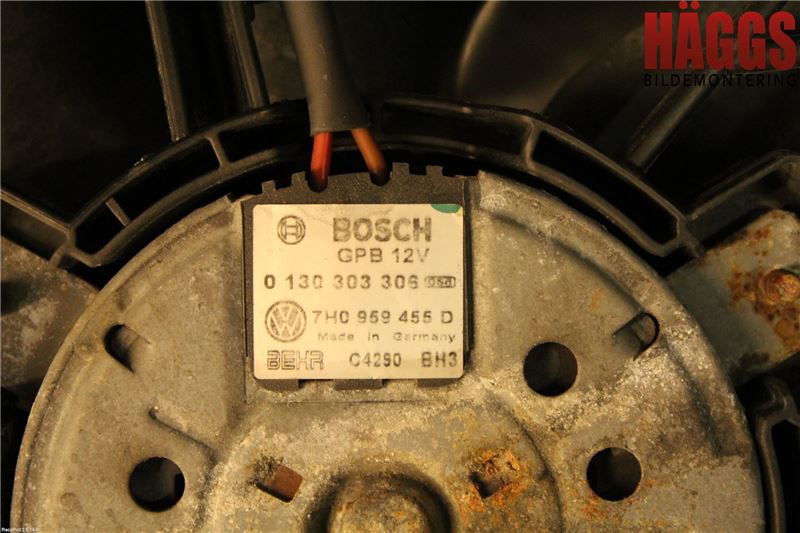 HÄGGS
BILDEMONTERING
BOSCH
GPB 12V
0 130 303 306
7H0 959 455 D
Made in Germany
BEHR C4290 BH3